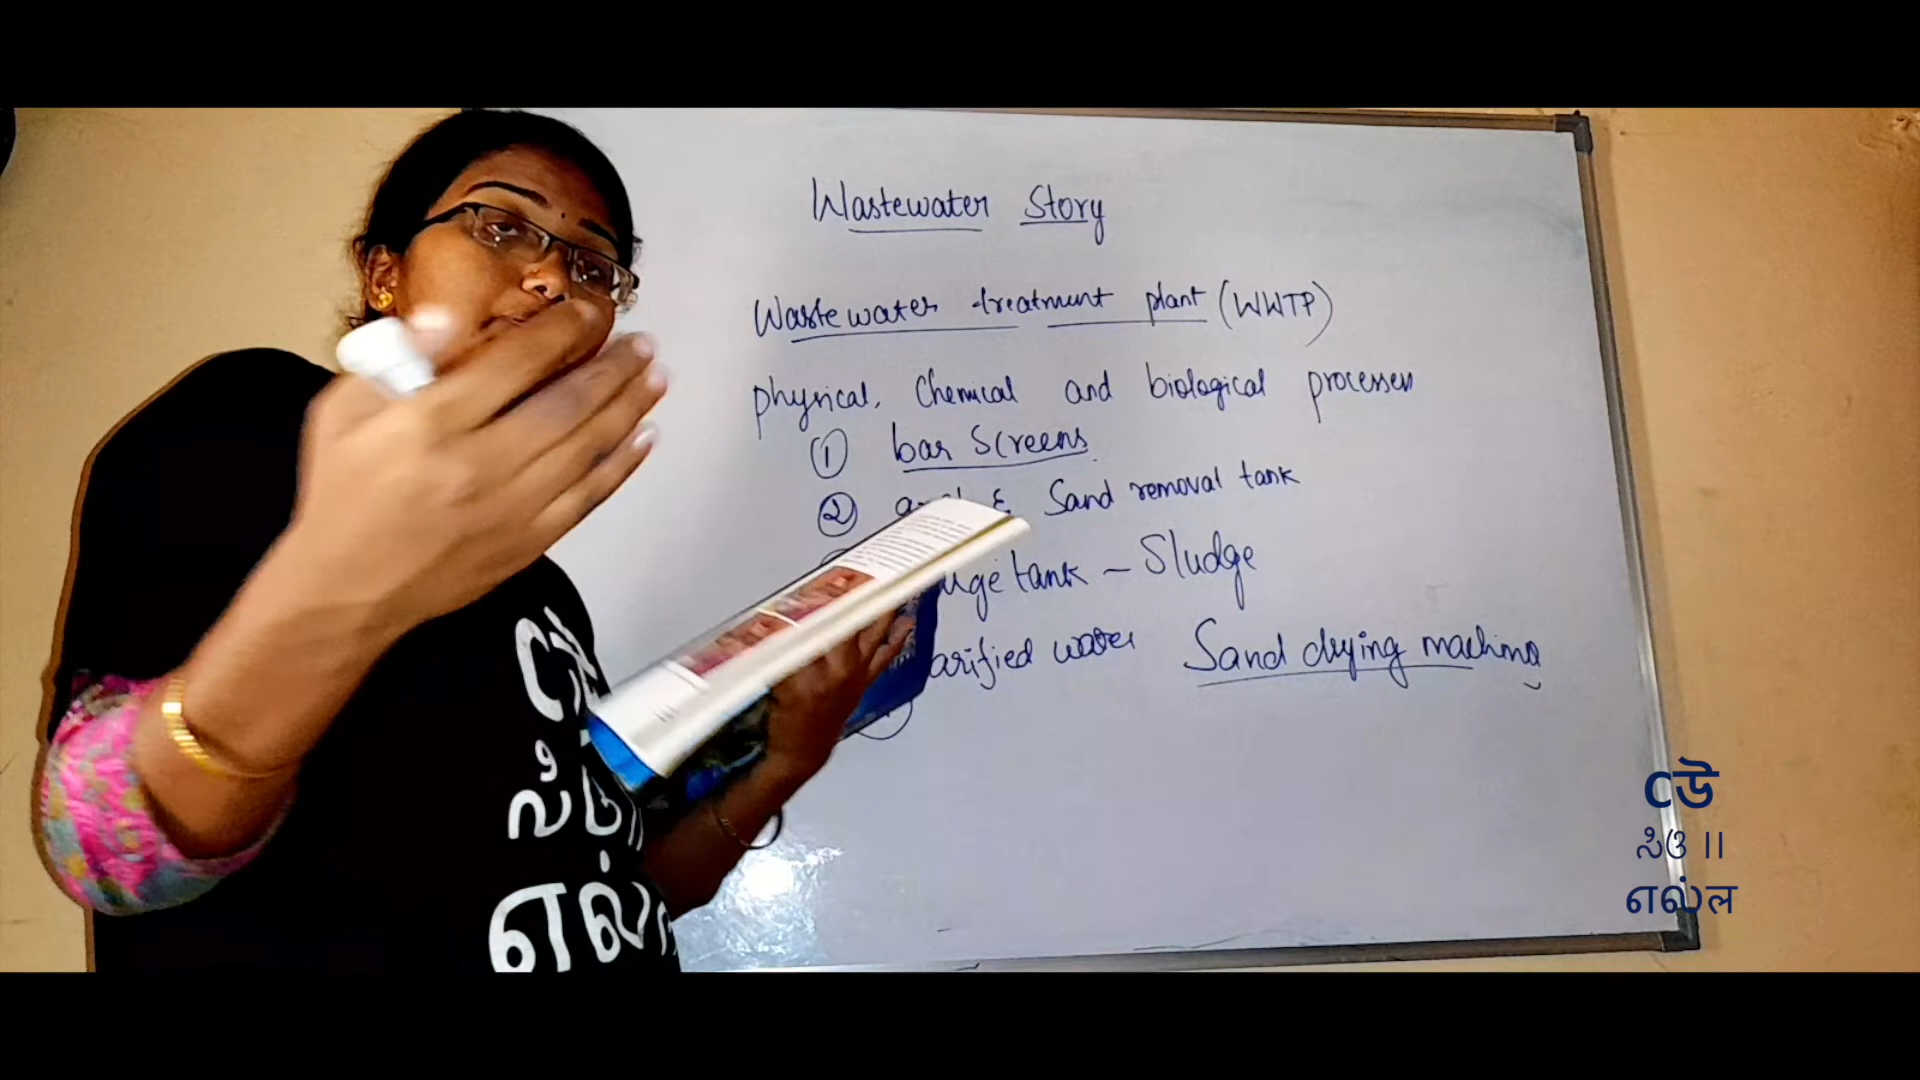 Wastewater Story
Wastewater treatment plant (WWTP)
physical, Chemical and biological processes
① bar Screens
② & Sand removal tank
tank - Sludge
water Sand drying machine
Cউ
ಸಿଓ ॥
எல்ல